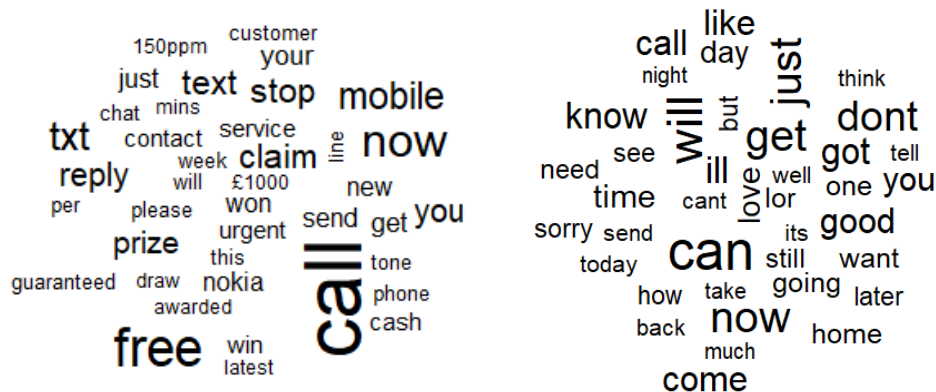 customer
150ppm
your
just text stop
mobile
chat mins
txt contact service line now
week claim
reply will £1000 new
per please won send get you
urgent
prize this call tone
guaranteed draw nokia phone
awarded cash
free win
latest
like
call day just
night think
know will but get dont
see got tell
need ill well one you
time cant love lor
sorry send its good
can still want
today going
how take later
back now home
much
come